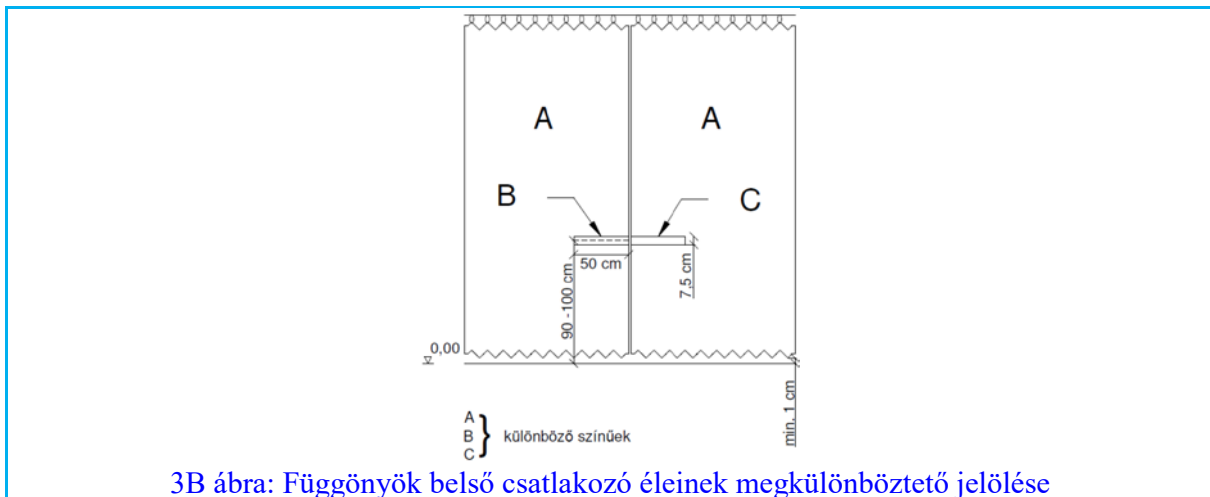 A
A
B
C
50 cm
7,5 cm
90 -100 cm
0,00
min. 1 cm
A
B
C
különböző színűek
3B ábra: Függönyök belső csatlakozó éleinek megkülönböztető jelölése